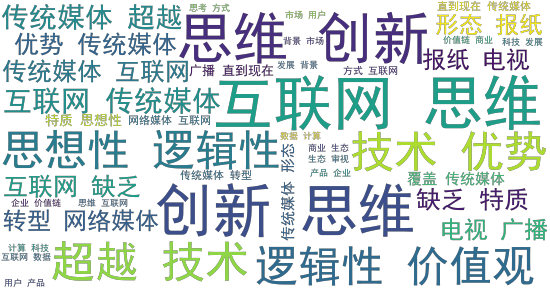 传统媒体 超越
思考 方式
思维 创新
市场 用户
直到现在 传统媒体
形态 报纸
优势 传统媒体
背景 市场
价值链 商业
科技 发展
传统媒体 互联网
广播 直到现在
发展 背景
报纸 电视
方式 互联网
互联网 传统媒体
互联网 思维
特质 思想性
网络媒体 互联网
思想性 逻辑性
数据 计算
商业 生态
生态 审视
形态
传统媒体
技术 优势
互联网 缺乏
传统媒体 转型
产品 企业
覆盖 传统媒体
企业 价值链
思维 互联网
创新 思维
缺乏 特质
转型 网络媒体
电视 广播
计算 科技
互联网 数据
超越 技术
逻辑性 价值观
用户 产品